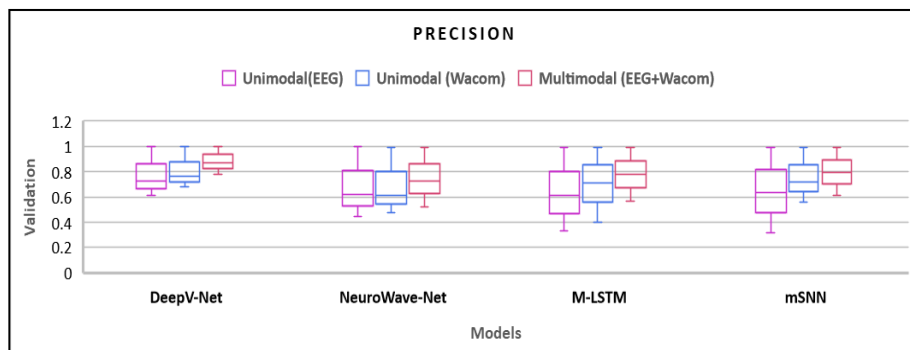 PRECISION
Unimodal(EEG) Unimodal (Wacom) Multimodal (EEG+Wacom)
1.2
1
0.8
0.6
0.4
0.2
0
Validation
DeepV-Net NeuroWave-Net M-LSTM mSNN
Models